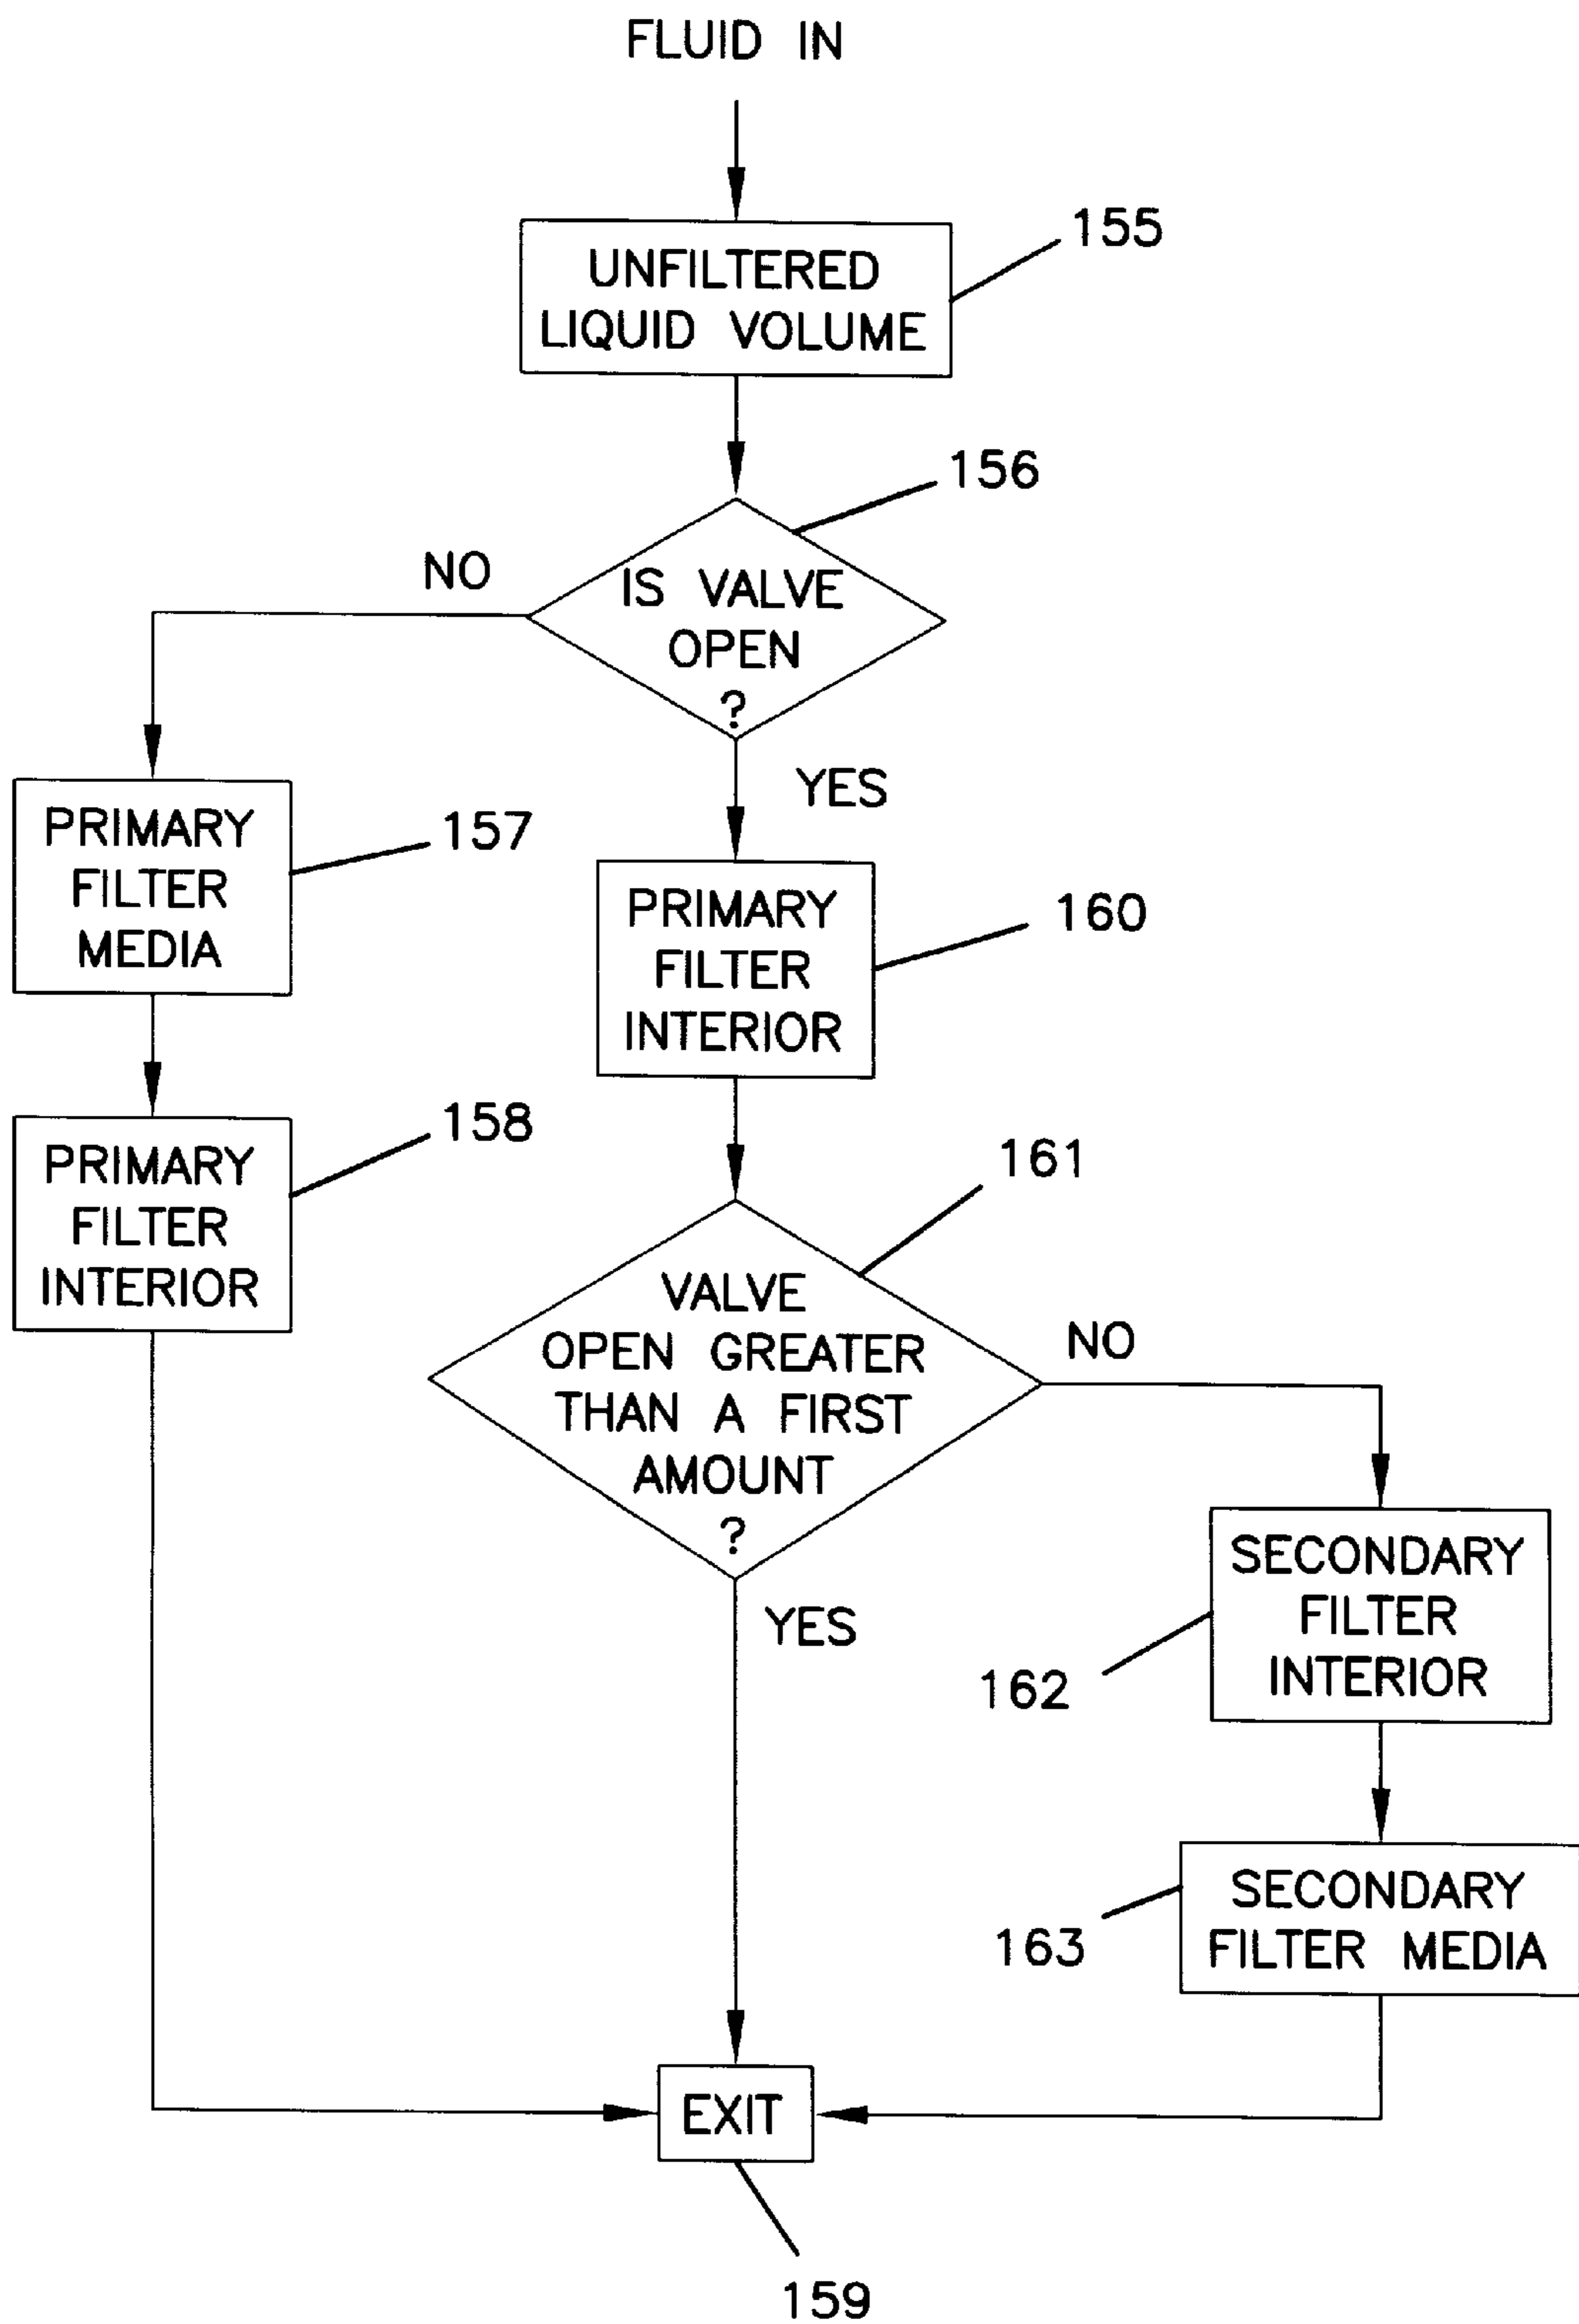 FLUID IN
UNFILTERED
LIQUID VOLUME
155
156
IS VALVE
OPEN
?
NO
YES
PRIMARY
FILTER
MEDIA
157
PRIMARY
FILTER
INTERIOR
160
PRIMARY
FILTER
INTERIOR
158
161
VALVE
OPEN GREATER
THAN A FIRST
AMOUNT
?
NO
YES
SECONDARY
FILTER
INTERIOR
162
SECONDARY
FILTER MEDIA
163
EXIT
159